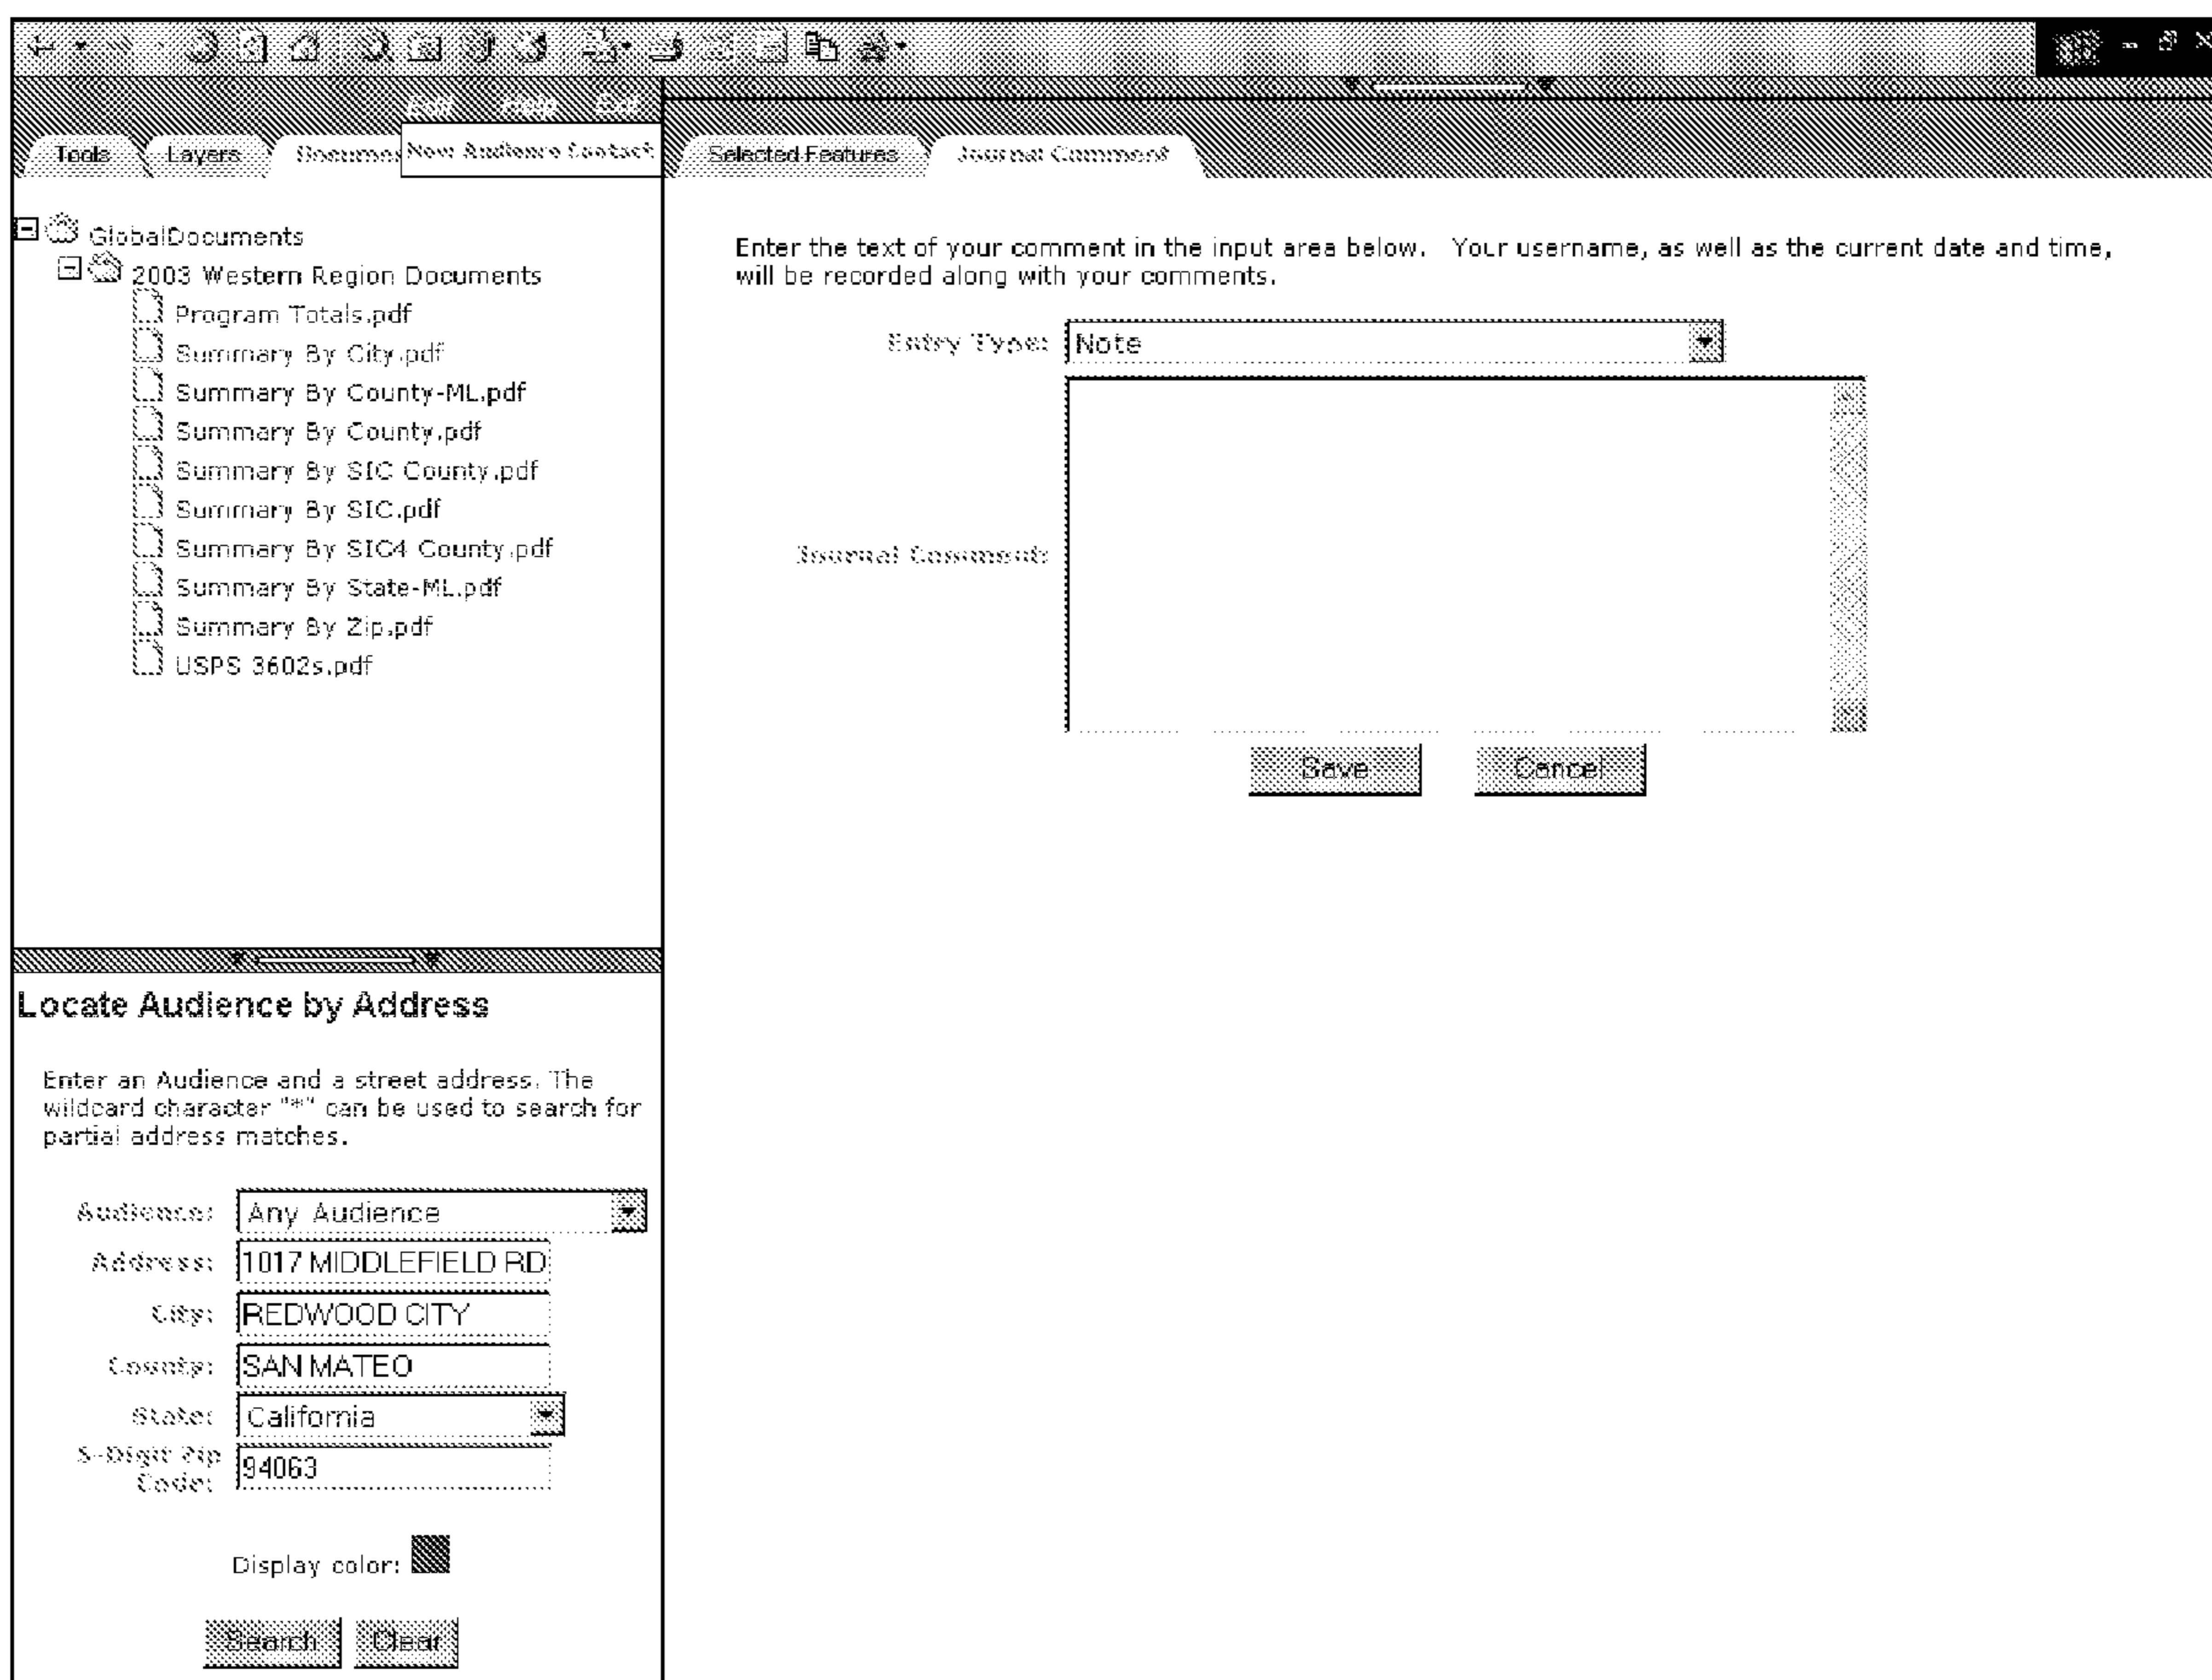 Edit Help Exit
Tools Layers Documen New Audience Contact
Selected Features Journal Comment
GlobalDocuments
2003 Western Region Documents
Program Totals.pdf
Summary By City.pdf
Summary By County-ML.pdf
Summary By County.pdf
Summary By SIC County.pdf
Summary By SIC.pdf
Summary By SIC4 County.pdf
Summary By State-ML.pdf
Summary By Zip.pdf
USPS 3602s.pdf
Enter the text of your comment in the input area below. Your username, as well as the current date and time,
will be recorded along with your comments.
Entry Type: Note
Journal Comment:
Save Cancel
Locate Audience by Address
Enter an Audience and a street address. The
wildcard character "*" can be used to search for
partial address matches.
Audience: Any Audience
Address: 1017 MIDDLEFIELD RD
City: REDWOOD CITY
County: SAN MATEO
State: California
5-Digit Zip
Code: 94063
Display color:
Search Clear